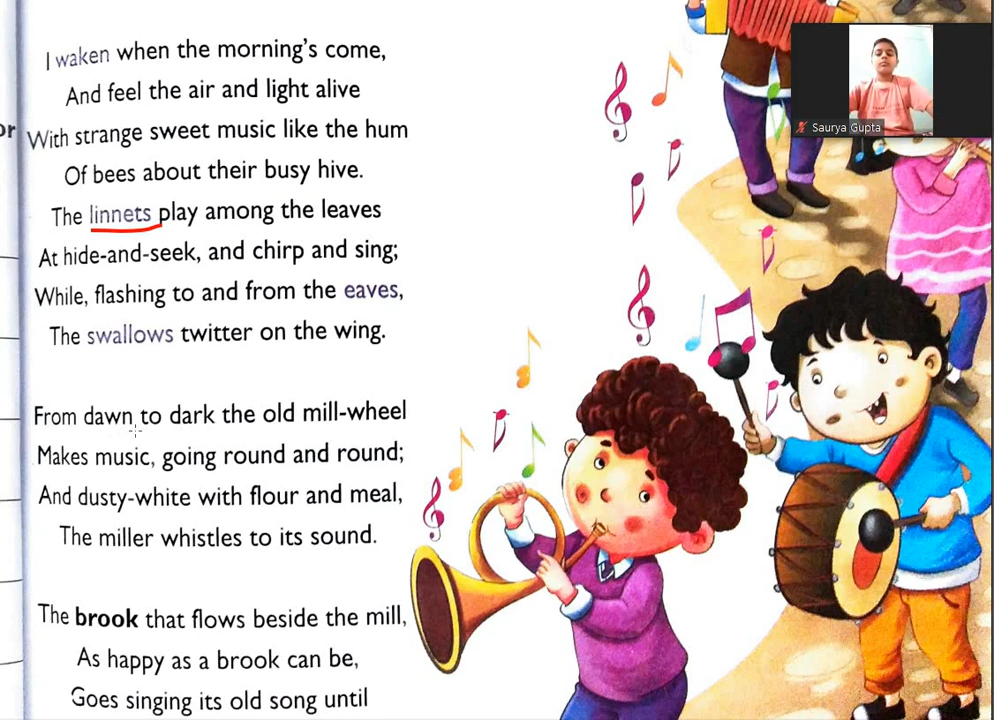 I waken when the morning's come,
And feel the air and light alive
or
With strange sweet music like the hum
Of bees about their busy hive.
The linnets play among the leaves
At hide-and-seek, and chirp and sing;
While, flashing to and from the eaves,
The swallows twitter on the wing.
From dawn to dark the old mill-wheel
Makes music, going round and round;
And dusty-white with flour and meal,
The miller whistles to its sound.
The brook that flows beside the mill,
As happy as a brook can be,
Goes singing its old song until
Saurya Gupta